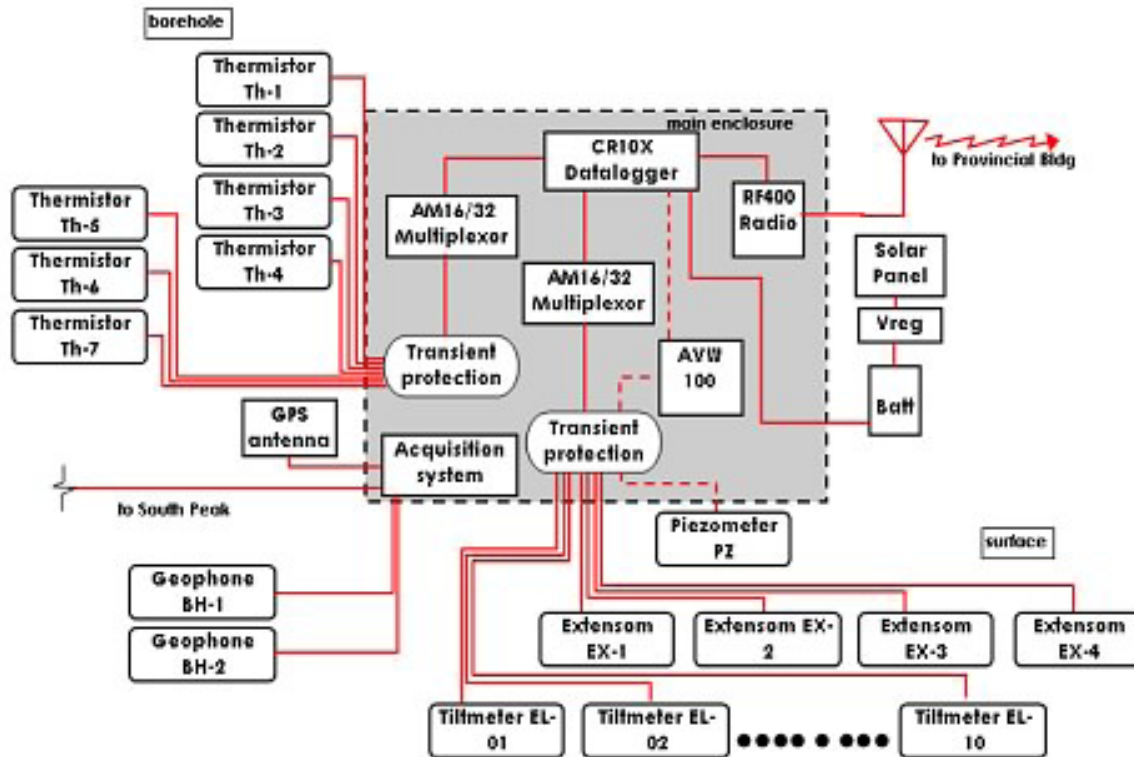 borehole
Thermistor
Th-1
Thermistor
Th-2
Thermistor
Th-3
Thermistor
Th-4
Thermistor
Th-5
Thermistor
Th-6
Thermistor
Th-7
main enclosure
CR10X
Datalogger
AM16/32
Multiplexor
AM16/32
Multiplexor
RF400
Radio
to Provincial Bldg
Solar
Panel
Vreg
Batt
AVW
100
Transient
protection
Transient
protection
GPS
antenna
Acquisition
system
to South Peak
Piezometer
PZ
surface
Geophone
BH-1
Geophone
BH-2
Extensom
EX-1
Extensom EX-
2
Extensom
EX-3
Extensom
EX-4
Tiltmeter EL-
01
Tiltmeter EL-
02
Tiltmeter EL-
10